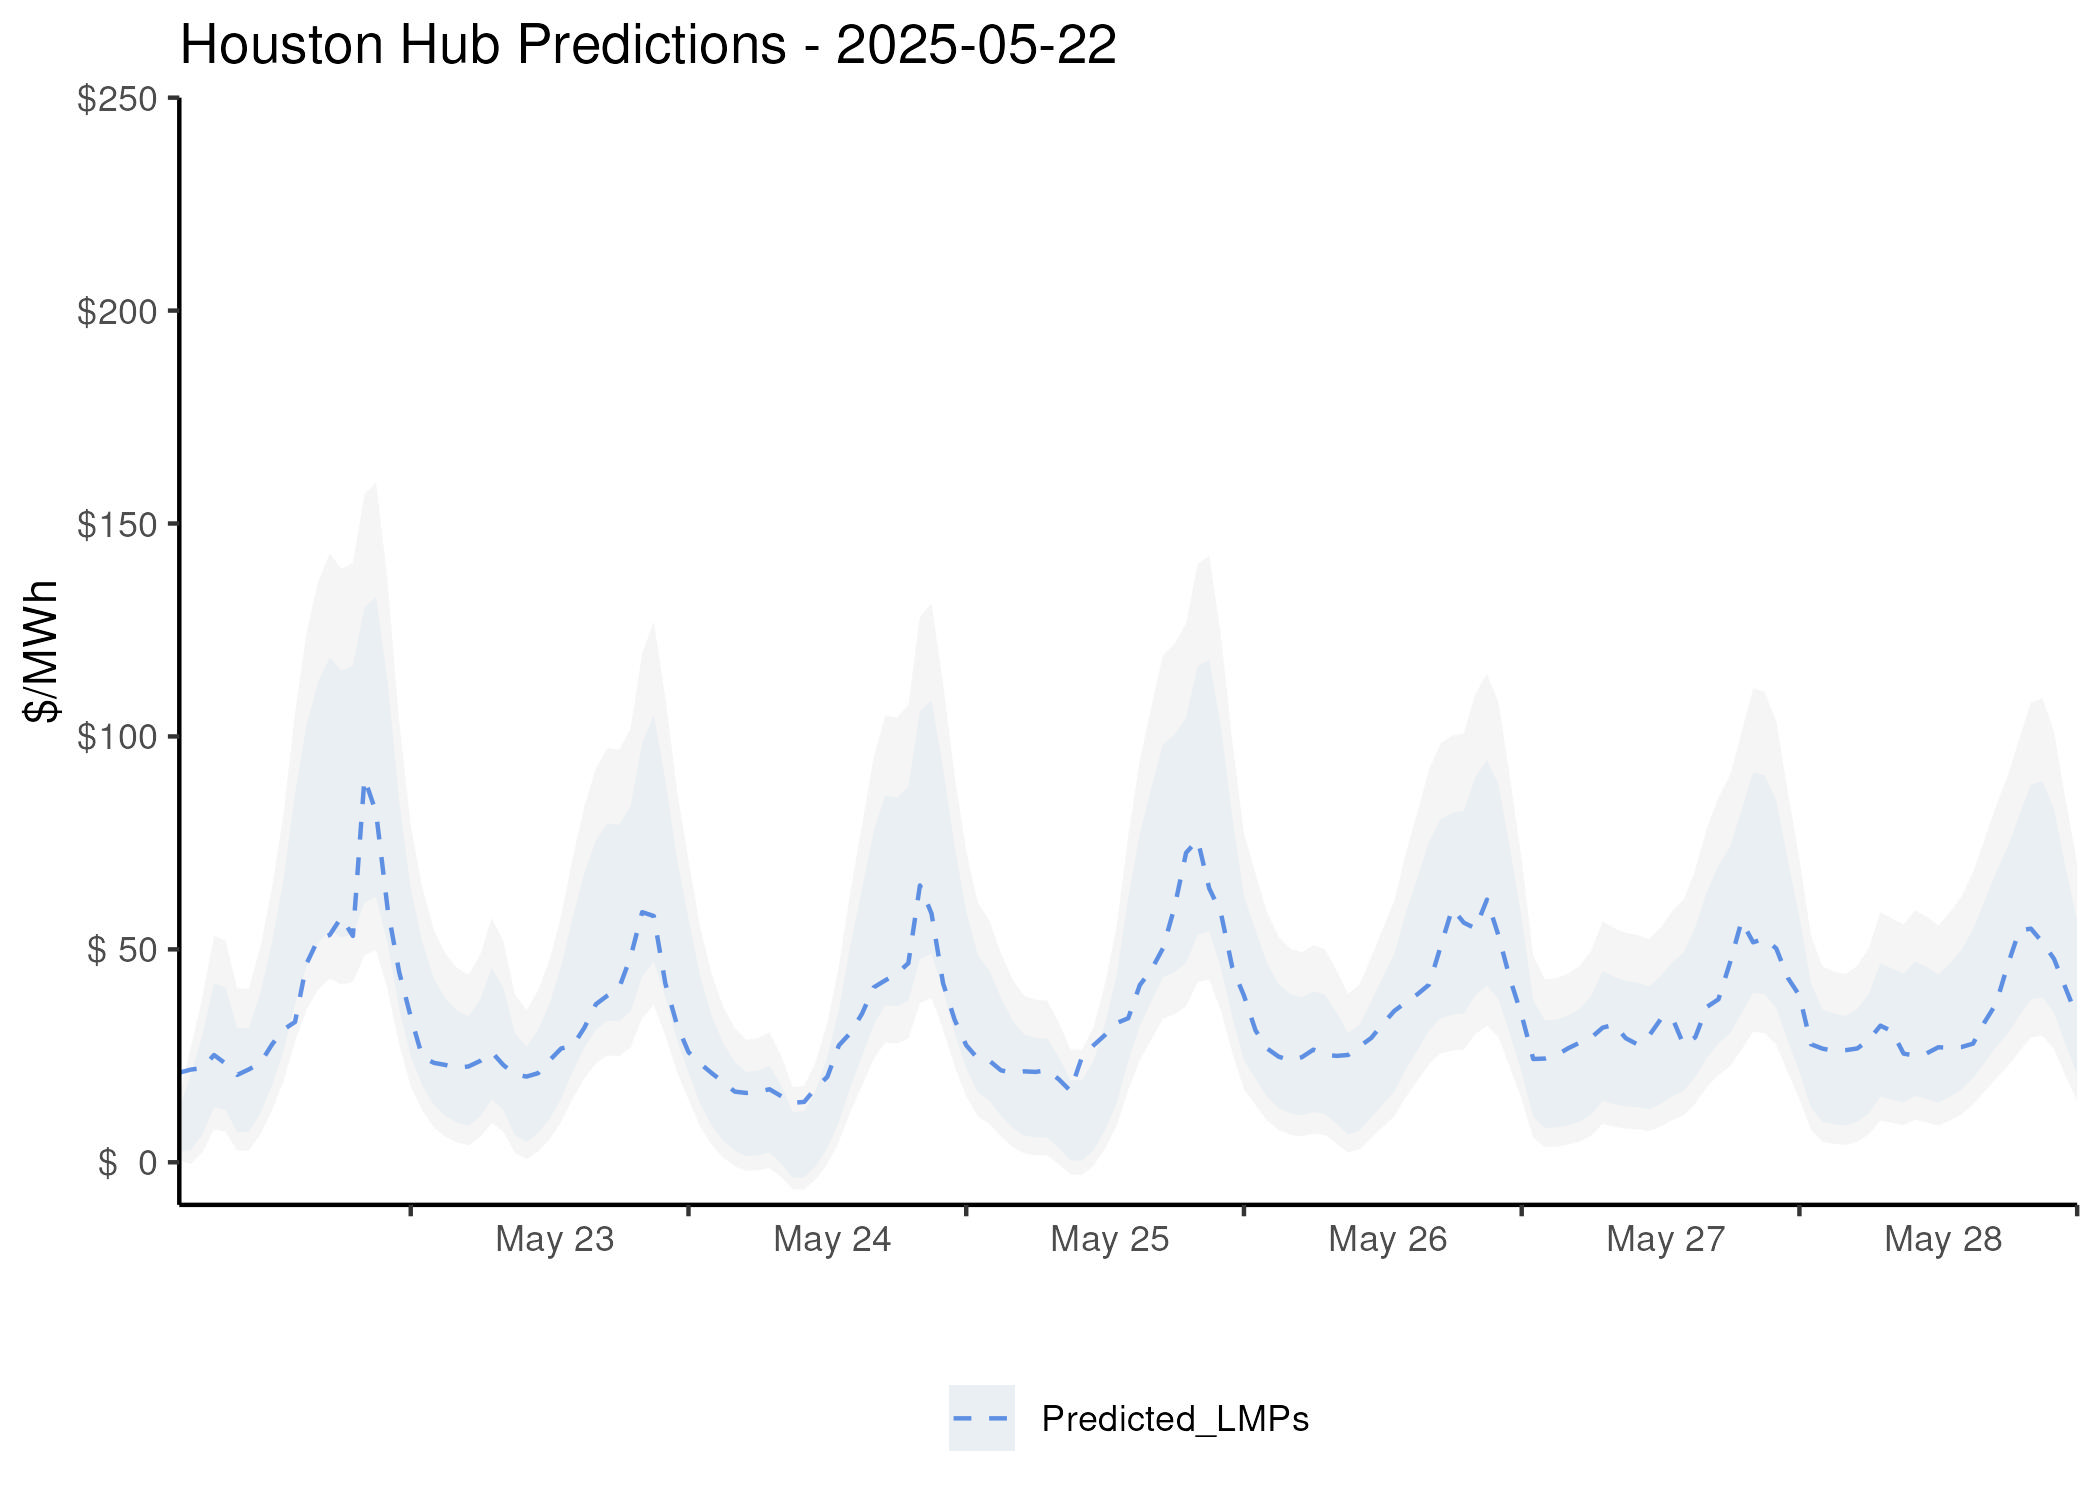 Houston Hub Predictions - 2025-05-22
$250
$200
$150
$100
$ 50
$  0
$/MWh
May 23
May 24
May 25
May 26
May 27
May 28
Predicted_LMPs